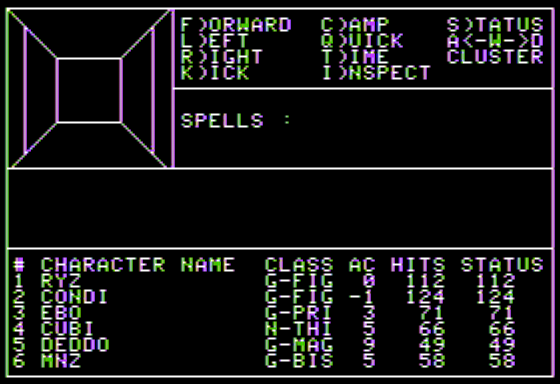 F)ORWARD C)AMP S)TATUS
L)EFT Q)UICK A<-W->D
R)IGHT T)IME CLUSTER
K)ICK I)NSPECT
SPELLS :
# CHARACTER NAME CLASS AC HITS STATUS
1 RYZ G-FIG 0 112 112
2 CONDI G-FIG -1 124 124
3 EBO G-PRI 3 71 71
4 CUBI N-THI 5 66 66
5 DEDDO G-MAG 9 49 49
6 MNZ G-BIS 5 58 58